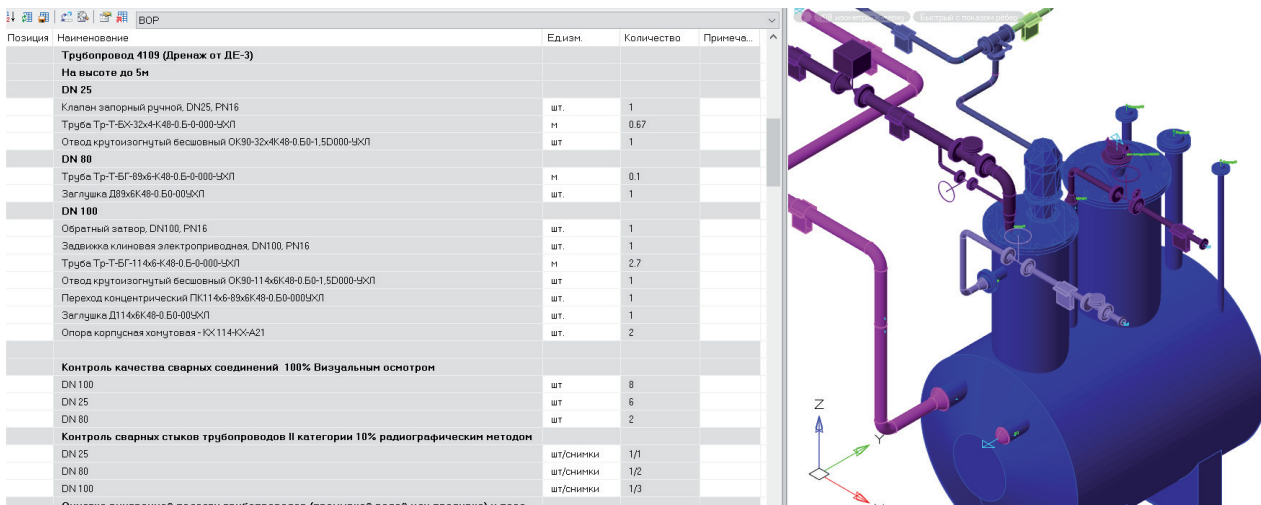 ВОР
Позиция Наименование Ед.изм. Количество Примеча...
Трубопровод 4109 (Дренаж от ДЕ-3)
На высоте до 5м
DN 25
Клапан запорный ручной, DN25, PN16 шт. 1
Труба Тр-Т-БХ-32х4-К48-0.Б-0-000-УХЛ м 0.67
Отвод крутоизогнутый бесшовный ОК90-32х4К48-0.Б0-1,5D000-УХЛ шт 1
DN 80
Труба Тр-Т-БГ-89х6-К48-0.Б-0-000-УХЛ м 0.1
Заглушка Д89х6К48-0.Б0-00УХЛ шт. 1
DN 100
Обратный затвор, DN100, PN16 шт. 1
Задвижка клиновая электроприводная, DN100, PN16 шт. 1
Труба Тр-Т-БГ-114х6-К48-0.Б-0-000-УХЛ м 2.7
Отвод крутоизогнутый бесшовный ОК90-114х6К48-0.Б0-1,5D000-УХЛ шт 1
Переход концентрический ПК114х6-89х6К48-0.Б0-000УХЛ шт. 1
Заглушка Д114х6К48-0.Б0-00УХЛ шт. 1
Опора корпусная хомутовая - КХ114-КХ-А21 шт. 2
Контроль качества сварных соединений 100% Визуальным осмотром
DN 100 шт 8
DN 25 шт 6
DN 80 шт 2
Контроль сварных стыков трубопроводов II категории 10% радиографическим методом
DN 25 шт/снимки 1/1
DN 80 шт/снимки 1/2
DN 100 шт/снимки 1/3
Быстрый с показом ребер
Z
Y